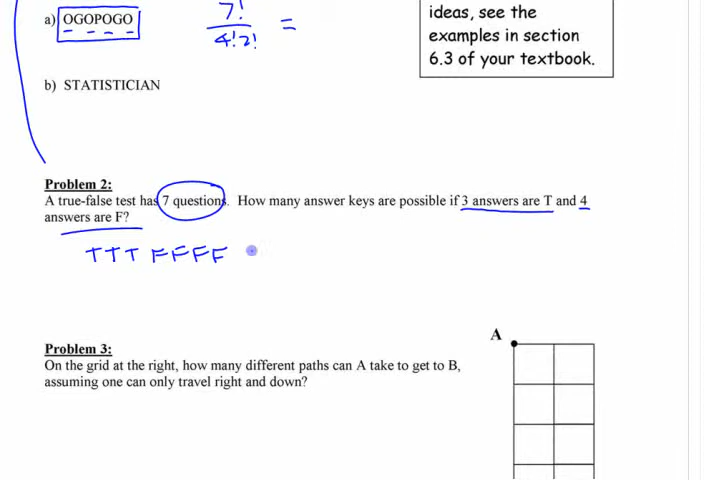 a) OGOPOGO
7!
4!2!
=
ideas, see the
examples in section
6.3 of your textbook.
b) STATISTICIAN
Problem 2:
A true-false test has 7 questions. How many answer keys are possible if 3 answers are T and 4
answers are F?
T T T F F F F
Problem 3:
On the grid at the right, how many different paths can A take to get to B,
assuming one can only travel right and down?
A